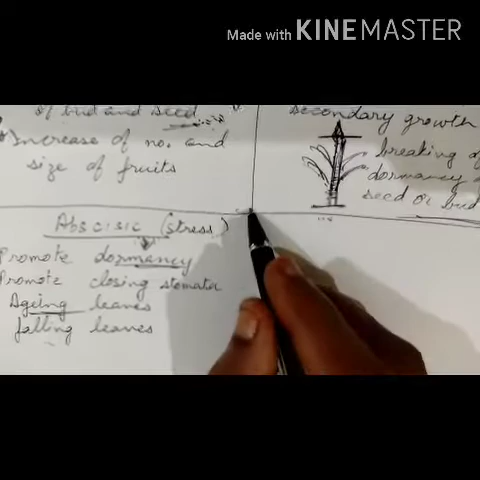 Made with KINEMASTER
of bud and seed
Increase of no. and
size of fruits
secondary growth
breaking of
dormancy
seed or bud
Abscisic (stress)
Promote dormancy
Promote closing stomata
Ageing leaves
falling leaves